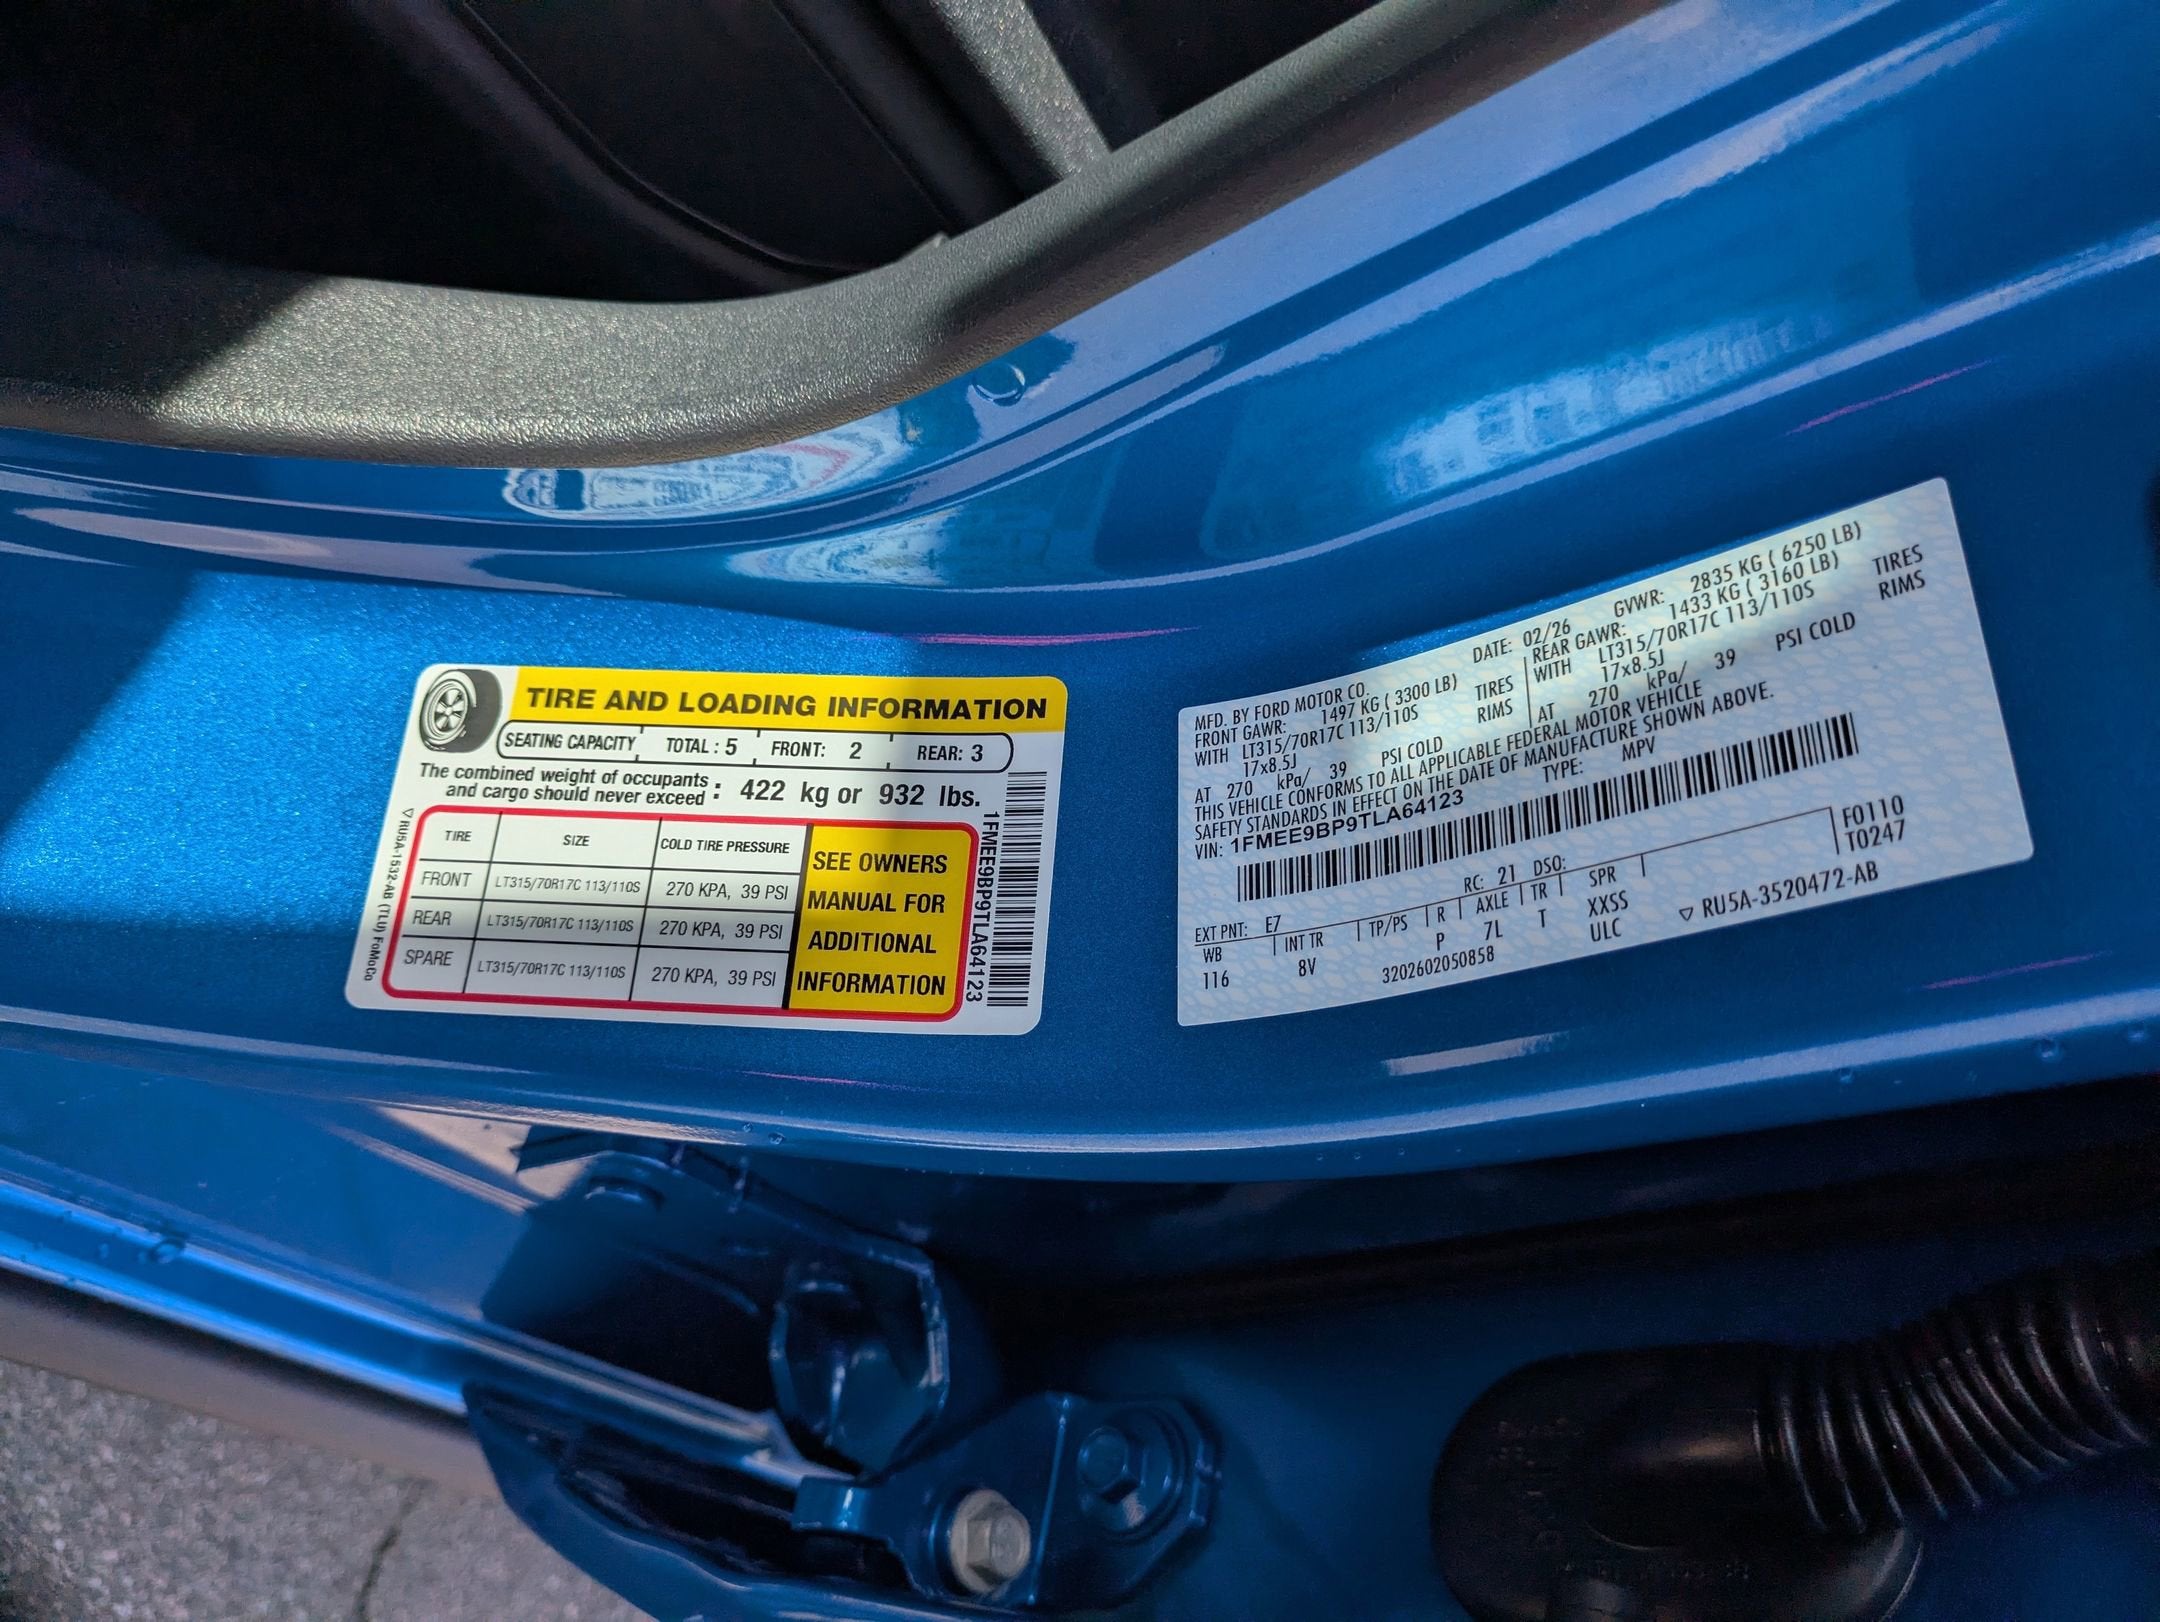 TIRE AND LOADING INFORMATION
SEATING CAPACITY TOTAL : 5 FRONT: 2 REAR: 3
The combined weight of occupants and cargo should never exceed : 422 kg or 932 lbs.
TIRE SIZE COLD TIRE PRESSURE
FRONT LT315/70R17C 113/110S 270 KPA, 39 PSI
REAR LT315/70R17C 113/110S 270 KPA, 39 PSI
SPARE LT315/70R17C 113/110S 270 KPA, 39 PSI
SEE OWNERS
MANUAL FOR
ADDITIONAL
INFORMATION
1FMEE9BP9TLA64123
RU5A-1532-AB (TLU) FoMoCo
MFD. BY FORD MOTOR CO. DATE: 02/26 GVWR: 2835 KG ( 6250 LB)
FRONT GAWR: 1497 KG ( 3300 LB) REAR GAWR: 1433 KG ( 3160 LB)
WITH LT315/70R17C 113/110S TIRES WITH LT315/70R17C 113/110S TIRES
17x8.5J RIMS 17x8.5J RIMS
AT 270 kPa/ 39 PSI COLD AT 270 kPa/ 39 PSI COLD
THIS VEHICLE CONFORMS TO ALL APPLICABLE FEDERAL MOTOR VEHICLE
SAFETY STANDARDS IN EFFECT ON THE DATE OF MANUFACTURE SHOWN ABOVE.
VIN: 1FMEE9BP9TLA64123 TYPE: MPV
F0110
T0247
EXT PNT: E7 RC: 21 DSO:
WB INT TR TP/PS R AXLE TR SPR
116 8V P 7L T XXSS
3202602050858 ULC RU5A-3520472-AB